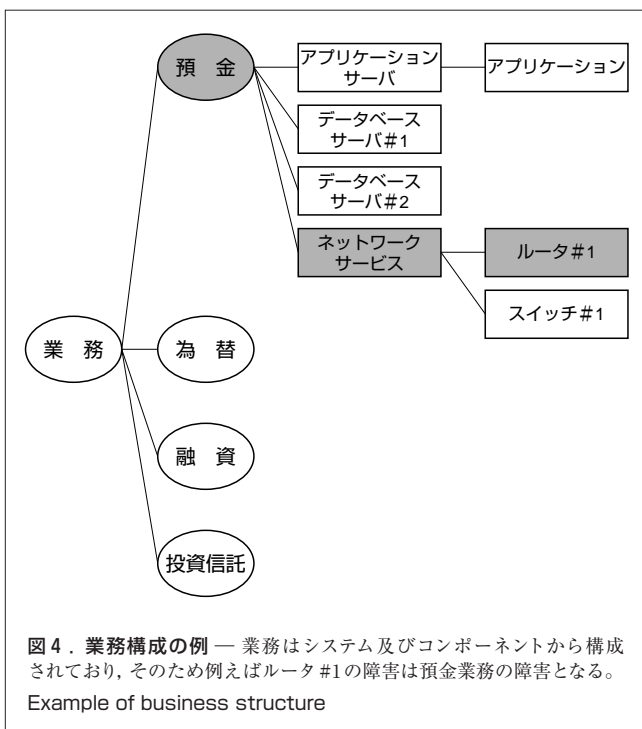 預 金
アプリケーション
サーバ
アプリケーション
データベース
サーバ#1
データベース
サーバ#2
ネットワーク
サービス
ルータ#1
スイッチ#1
業 務
為 替
融 資
投資信託
図4. 業務構成の例 — 業務はシステム及びコンポーネントから構成
されており, そのため例えばルータ#1の障害は預金業務の障害となる。
Example of business structure